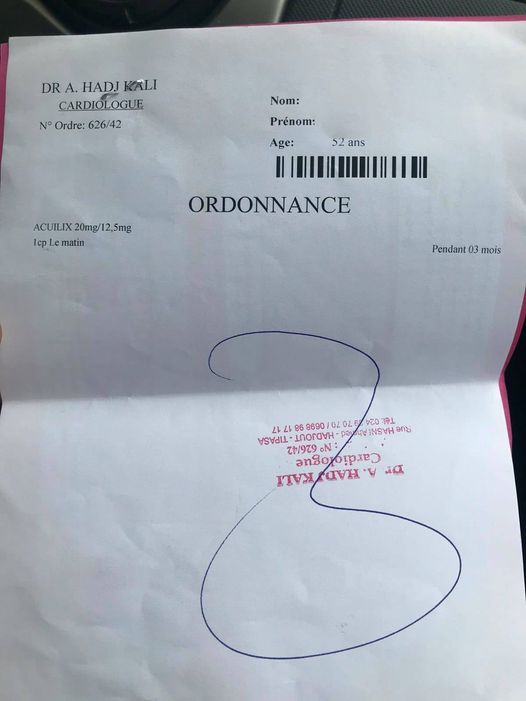 DR A. HADJ KALI
CARDIOLOGUE
N° Ordre: 626/42
Nom:
Prénom:
Age: 52 ans
ORDONNANCE
ACUILIX 20mg/12,5mg
1cp Le matin
Pendant 03 mois
Dr A. HADJ KALI
Cardiologue
N° 626/42
Rue HASNI Ahmed - HADJOUT - TIPASA
Tél: 024 70 70 / 0698 98 17 17